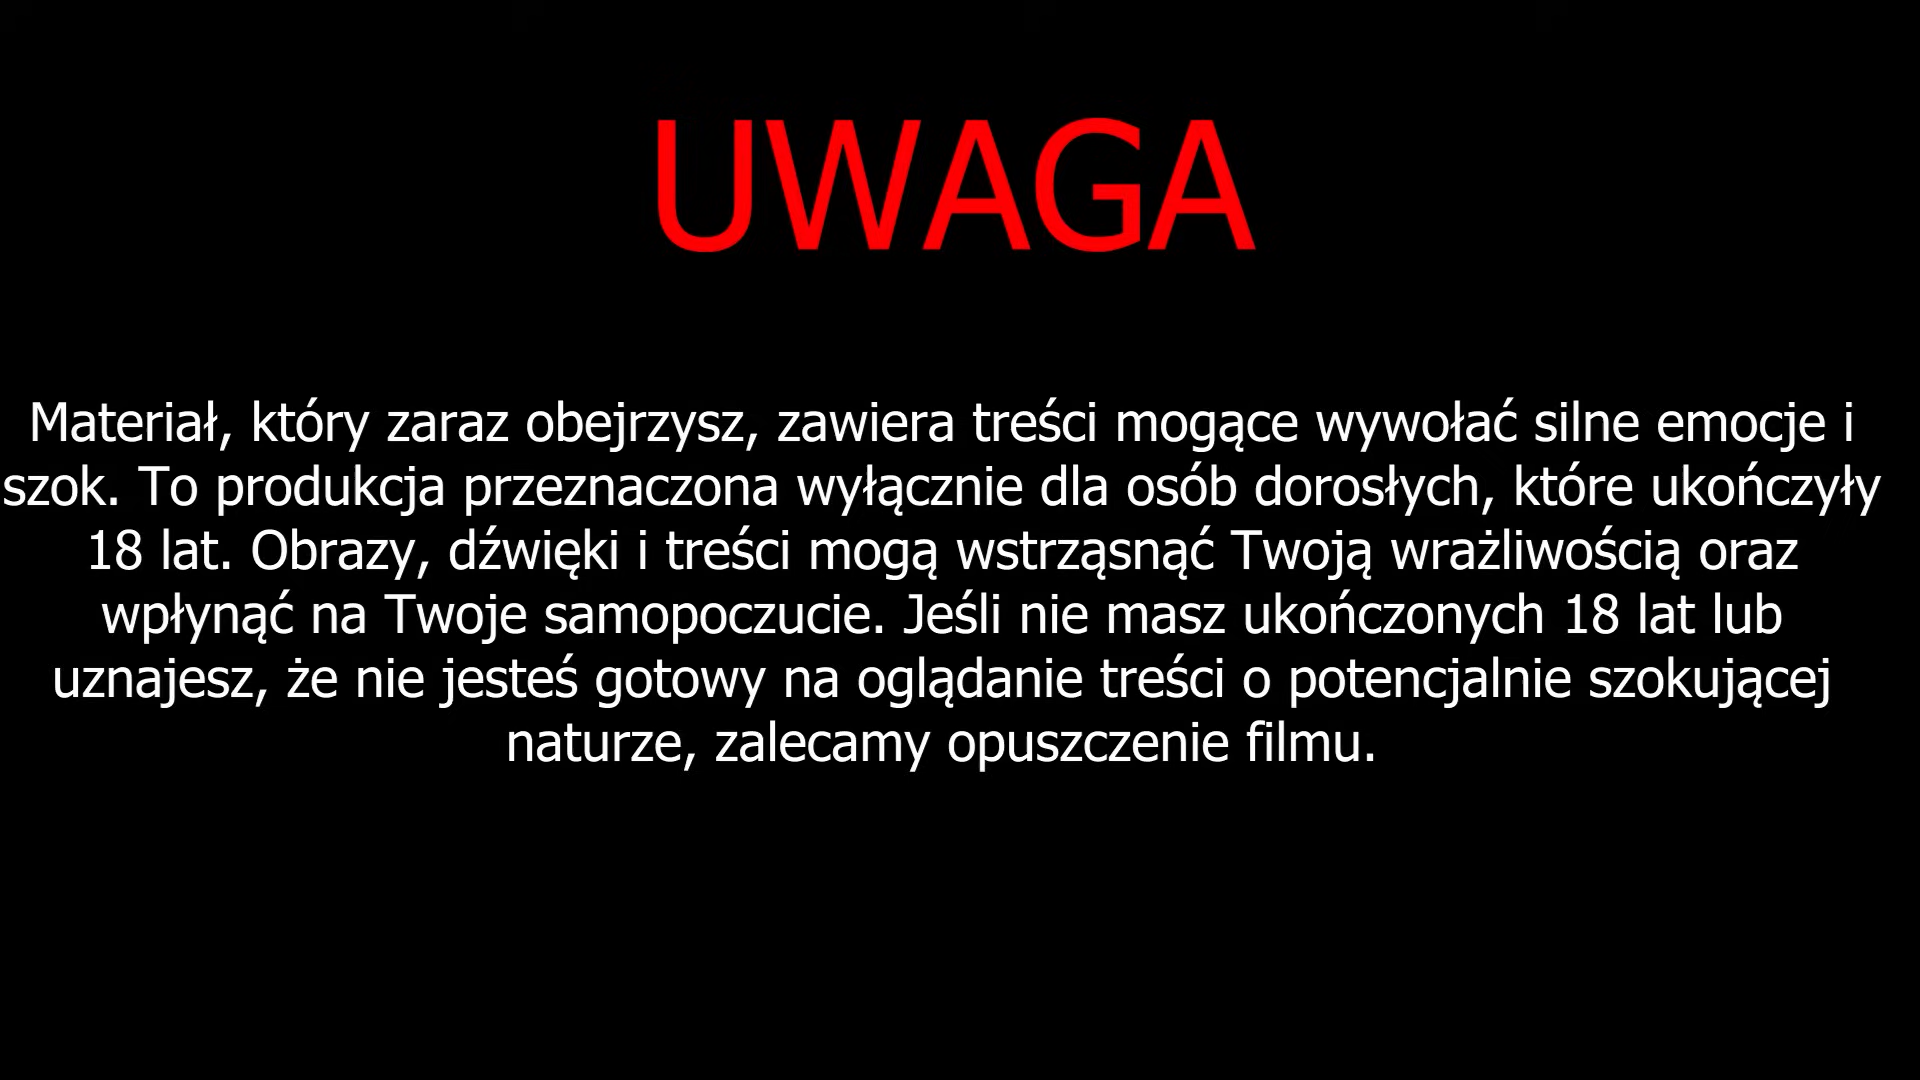 UWAGA
Materiał, który zaraz obejrzysz, zawiera treści mogące wywołać silne emocje i
szok. To produkcja przeznaczona wyłącznie dla osób dorosłych, które ukończyły
18 lat. Obrazy, dźwięki i treści mogą wstrząsnąć Twoją wrażliwością oraz
wpłynąć na Twoje samopoczucie. Jeśli nie masz ukończonych 18 lat lub
uznajesz, że nie jesteś gotowy na oglądanie treści o potencjalnie szokującej
naturze, zalecamy opuszczenie filmu.